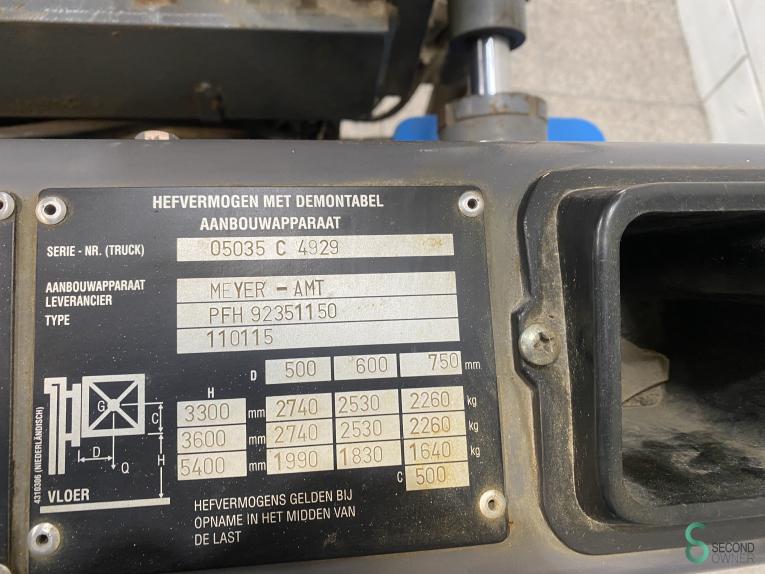 HEFVERMOGEN MET DEMONTABEL
AANBOUWAPPARAAT
SERIE - NR. (TRUCK) 05035 C 4929
AANBOUWAPPARAAT
LEVERANCIER MEYER - AMT
TYPE PFH 92351150
110115
D 500 600 750 mm
H
3300 mm 2740 2530 2260 kg
3600 mm 2740 2530 2260 kg
5400 mm 1990 1830 1640 kg
C 500
G
C
D
H
Q
VLOER
4310306 (NIEDERLÄNDISCH)
HEFVERMOGENS GELDEN BIJ
OPNAME IN HET MIDDEN VAN
DE LAST
SECOND
OWNER